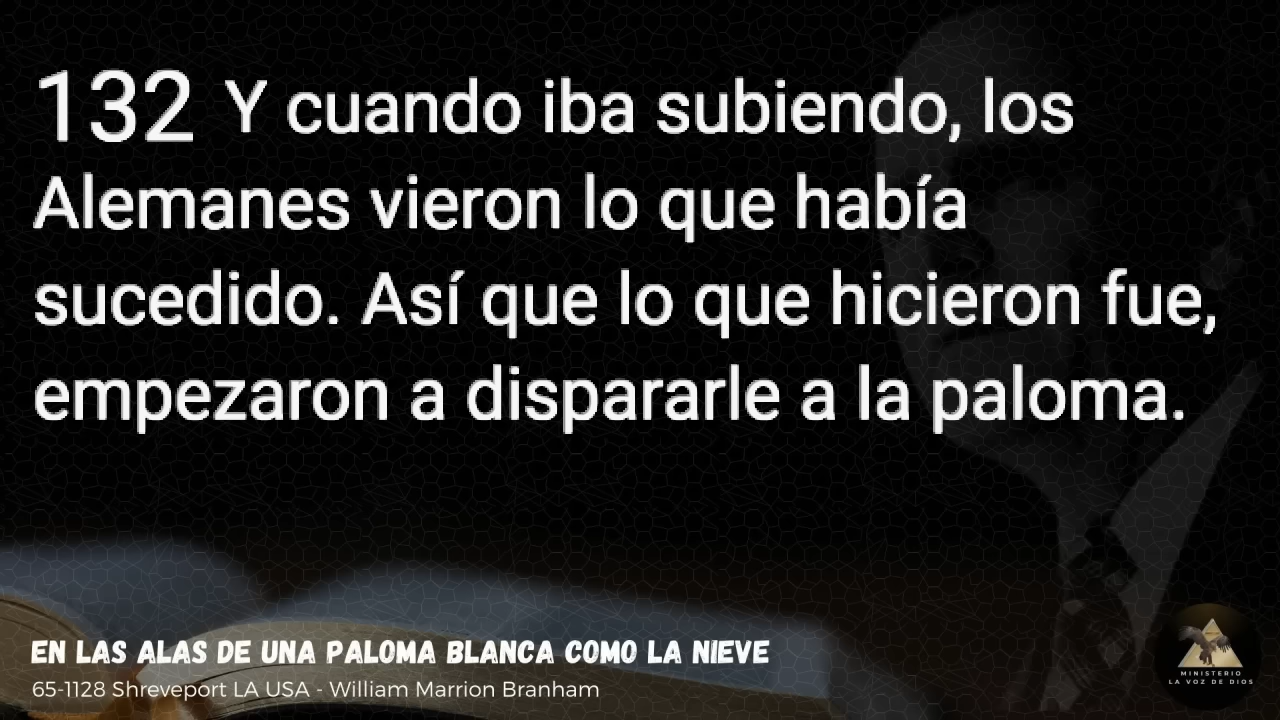 132 Y cuando iba subiendo, los
Alemanes vieron lo que había
sucedido. Así que lo que hicieron fue,
empezaron a dispararle a la paloma.
EN LAS ALAS DE UNA PALOMA BLANCA COMO LA NIEVE
65-1128 Shreveport LA USA - William Marrion Branham
MINISTERIO
LA VOZ DE DIOS